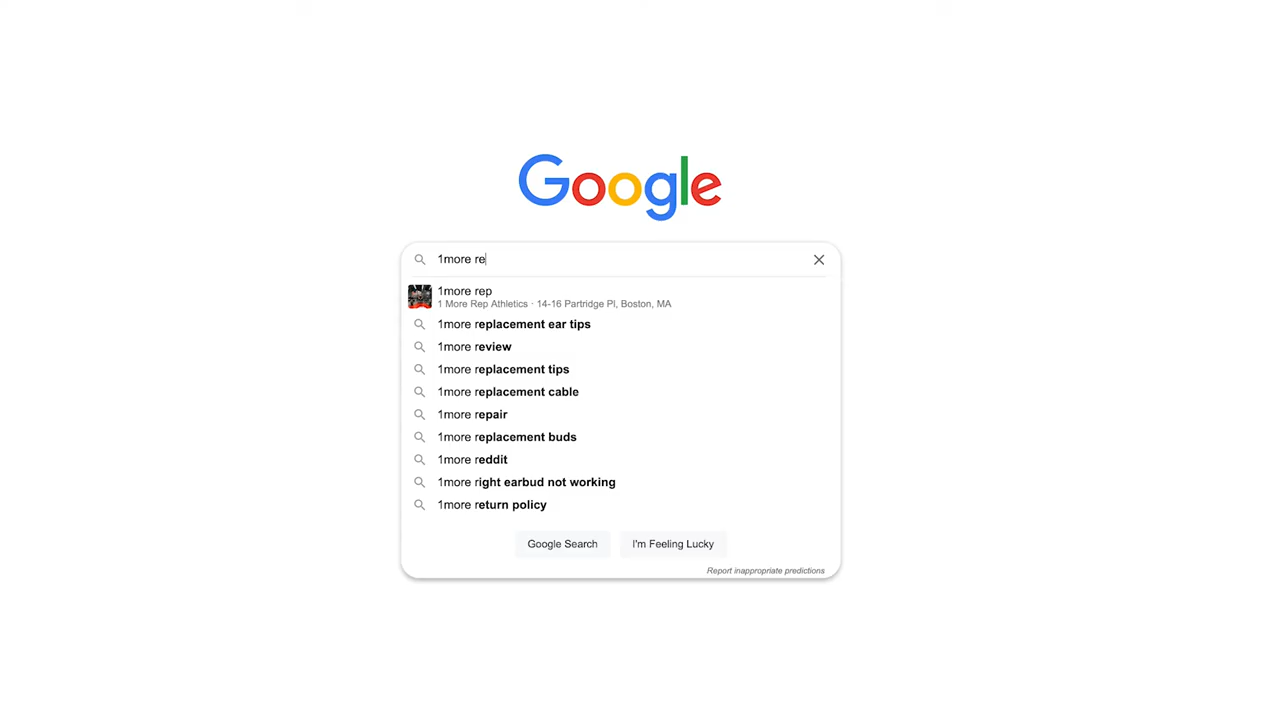 Google
1more re
1more rep
1 More Rep Athletics · 14-16 Partridge Pl, Boston, MA
1more replacement ear tips
1more review
1more replacement tips
1more replacement cable
1more repair
1more replacement buds
1more reddit
1more right earbud not working
1more return policy
Google Search I'm Feeling Lucky
Report inappropriate predictions